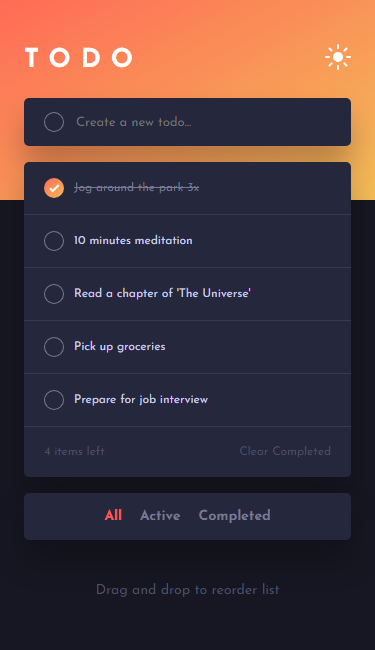 TODO
Create a new todo...
Jog around the park 3x
10 minutes meditation
Read a chapter of 'The Universe'
Pick up groceries
Prepare for job interview
4 items left Clear Completed
All Active Completed
Drag and drop to reorder list